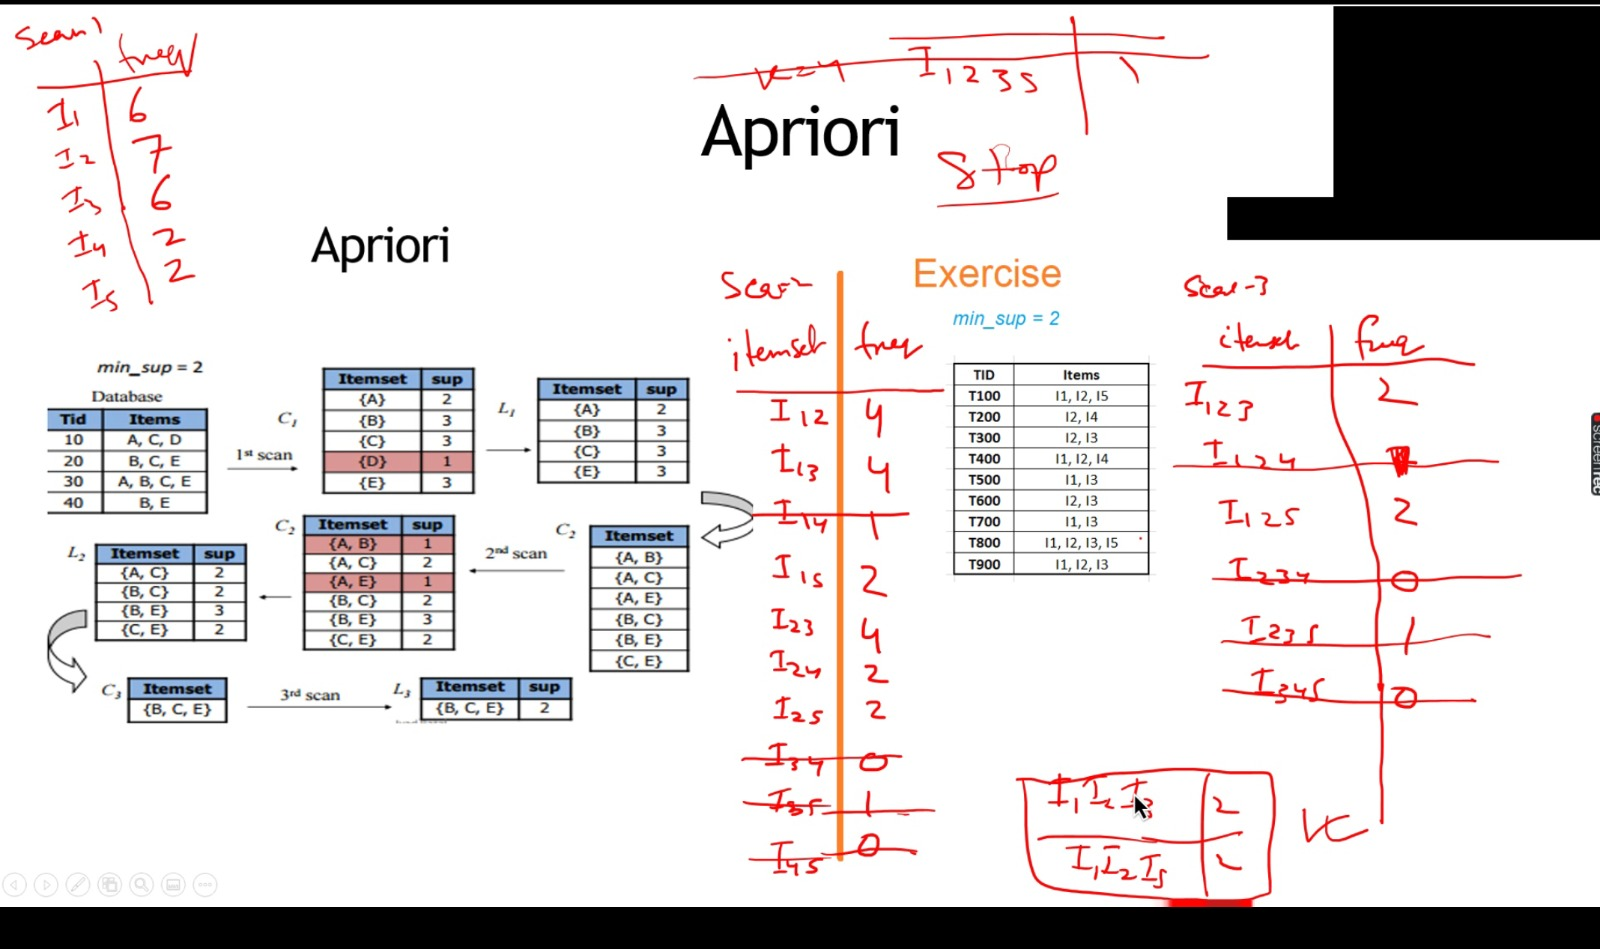 Scan 1
freq
I1 6
I2 7
I3 6
I4 2
I5 2
K=4 I1235 1
Apriori
Stop
Apriori
min_sup = 2
Database
Tid Items
10 A, C, D
20 B, C, E
30 A, B, C, E
40 B, E
C1
1st scan
Itemset sup
{A} 2
{B} 3
{C} 3
{D} 1
{E} 3
L1
Itemset sup
{A} 2
{B} 3
{C} 3
{E} 3
C2
Itemset
{A, B}
{A, C}
{A, E}
{B, C}
{B, E}
{C, E}
2nd scan
C2
Itemset sup
{A, B} 1
{A, C} 2
{A, E} 1
{B, C} 2
{B, E} 3
{C, E} 2
L2
Itemset sup
{A, C} 2
{B, C} 2
{B, E} 3
{C, E} 2
C3
Itemset
{B, C, E}
3rd scan
L3
Itemset sup
{B, C, E} 2
Scan 2
itemset freq
I12 4
I13 4
I14 1
I15 2
I23 4
I24 2
I25 2
I34 0
I35 1
I45 0
Exercise
min_sup = 2
TID Items
T100 I1, I2, I5
T200 I2, I4
T300 I2, I3
T400 I1, I2, I4
T500 I1, I3
T600 I2, I3
T700 I1, I3
T800 I1, I2, I3, I5
T900 I1, I2, I3
Scan-3
itemset freq
I123 2
I124
I125 2
I234 0
I235 1
I345 0
I1 I2 I3 2
I1 I2 I5 2